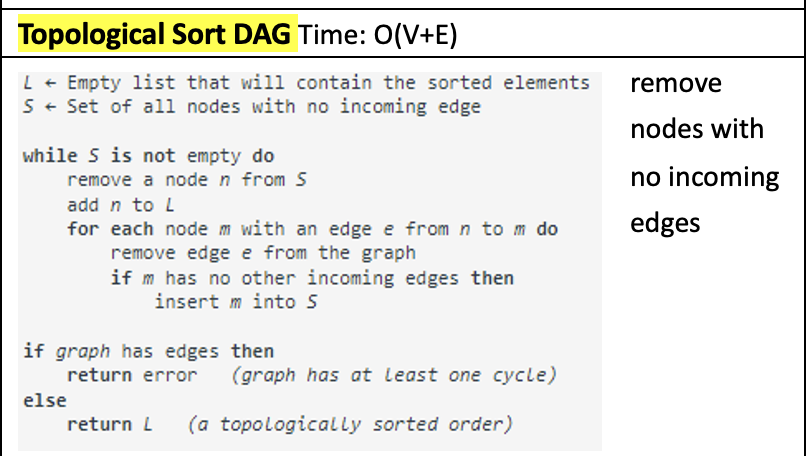 Topological Sort DAG Time: O(V+E)
L ← Empty list that will contain the sorted elements
S ← Set of all nodes with no incoming edge
while S is not empty do
    remove a node n from S
    add n to L
    for each node m with an edge e from n to m do
        remove edge e from the graph
        if m has no other incoming edges then
            insert m into S
if graph has edges then
    return error   (graph has at least one cycle)
else
    return L   (a topologically sorted order)
remove
nodes with
no incoming
edges